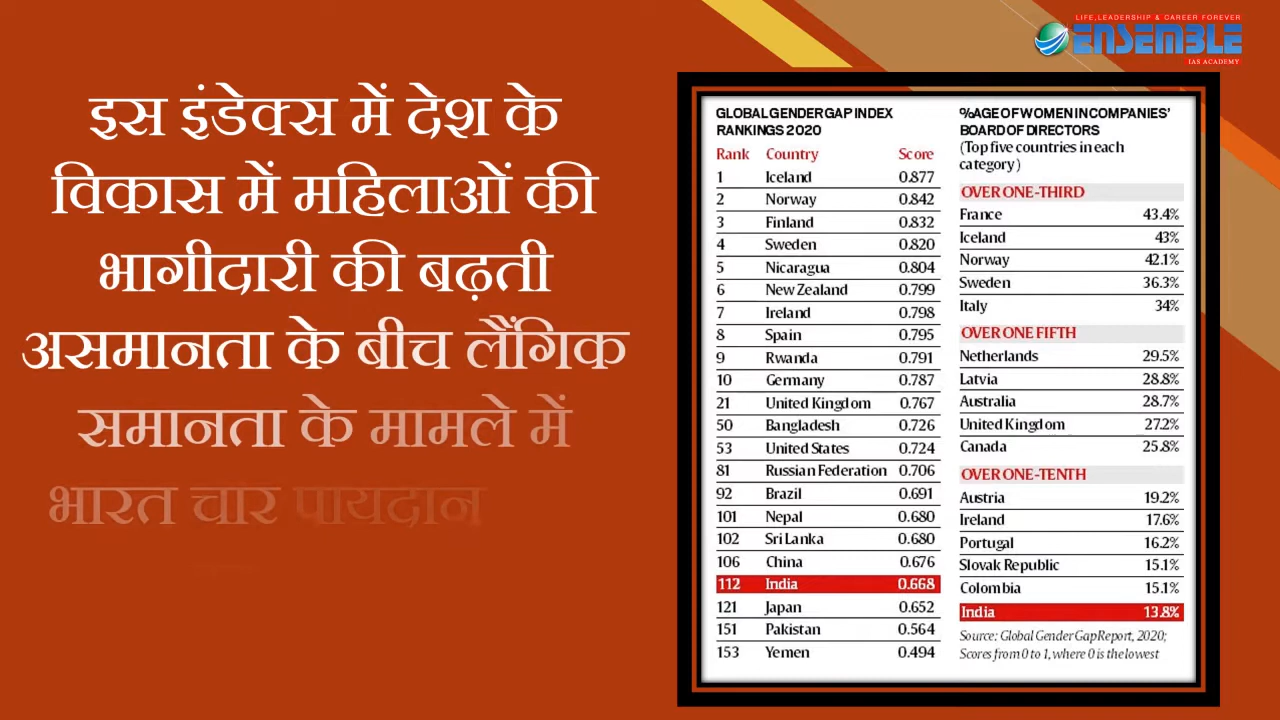 LIFE, LEADERSHIP & CAREER FOREVER
ENSEMBLE
IAS ACADEMY
इस इंडेक्स में देश के
विकास में महिलाओं की
भागीदारी की बढ़ती
असमानता के बीच लैंगिक
समानता के मामले में
भारत चार पायदान
GLOBAL GENDER GAP INDEX
RANKINGS 2020
Rank Country Score
1 Iceland 0.877
2 Norway 0.842
3 Finland 0.832
4 Sweden 0.820
5 Nicaragua 0.804
6 New Zealand 0.799
7 Ireland 0.798
8 Spain 0.795
9 Rwanda 0.791
10 Germany 0.787
21 United Kingdom 0.767
50 Bangladesh 0.726
53 United States 0.724
81 Russian Federation 0.706
92 Brazil 0.691
101 Nepal 0.680
102 Sri Lanka 0.680
106 China 0.676
112 India 0.668
121 Japan 0.652
151 Pakistan 0.564
153 Yemen 0.494
%AGE OF WOMEN IN COMPANIES'
BOARD OF DIRECTORS
(Top five countries in each
category)
OVER ONE-THIRD
France 43.4%
Iceland 43%
Norway 42.1%
Sweden 36.3%
Italy 34%
OVER ONE FIFTH
Netherlands 29.5%
Latvia 28.8%
Australia 28.7%
United Kingdom 27.2%
Canada 25.8%
OVER ONE-TENTH
Austria 19.2%
Ireland 17.6%
Portugal 16.2%
Slovak Republic 15.1%
Colombia 15.1%
India 13.8%
Source: Global Gender Gap Report, 2020;
Scores from 0 to 1, where 0 is the lowest